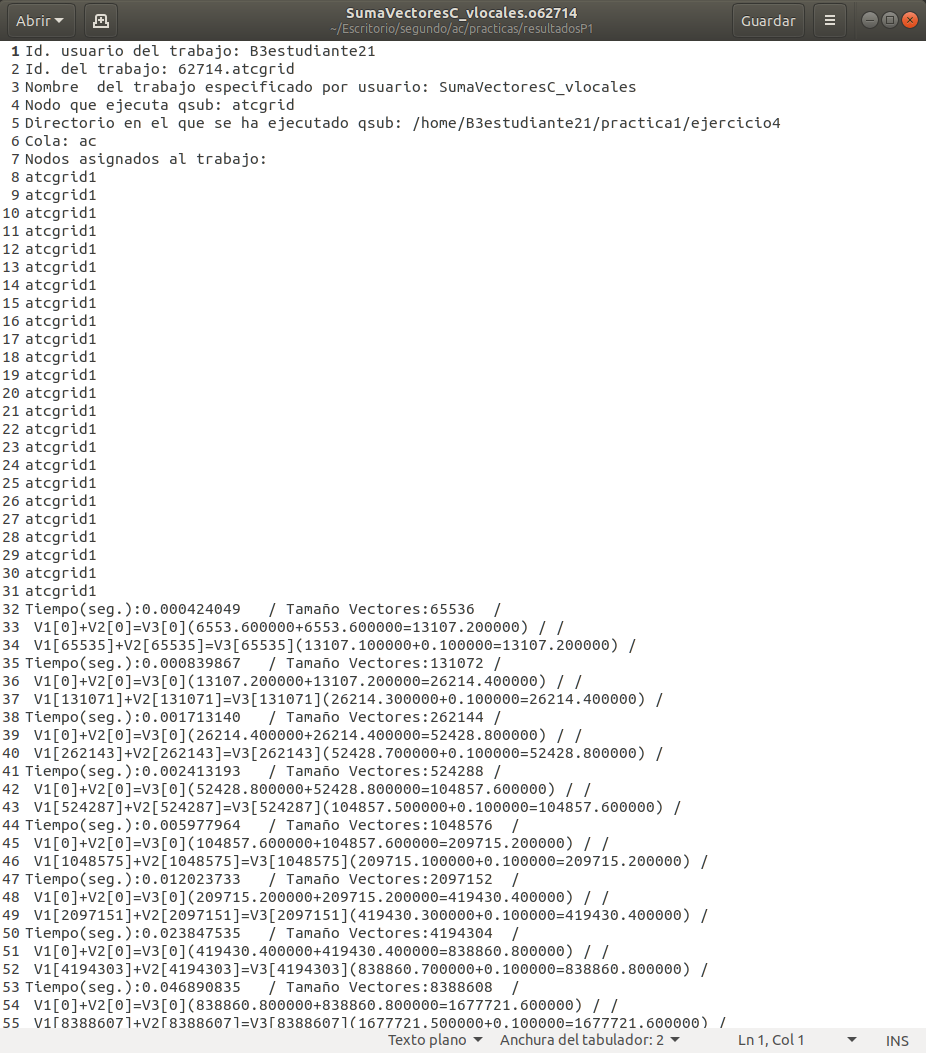 Abrir
SumaVectoresC_vlocales.o62714
~/Escritorio/segundo/ac/practicas/resultadosP1
Guardar
1 Id. usuario del trabajo: B3estudiante21
2 Id. del trabajo: 62714.atcgrid
3 Nombre  del trabajo especificado por usuario: SumaVectoresC_vlocales
4 Nodo que ejecuta qsub: atcgrid
5 Directorio en el que se ha ejecutado qsub: /home/B3estudiante21/practica1/ejercicio4
6 Cola: ac
7 Nodos asignados al trabajo:
8 atcgrid1
9 atcgrid1
10 atcgrid1
11 atcgrid1
12 atcgrid1
13 atcgrid1
14 atcgrid1
15 atcgrid1
16 atcgrid1
17 atcgrid1
18 atcgrid1
19 atcgrid1
20 atcgrid1
21 atcgrid1
22 atcgrid1
23 atcgrid1
24 atcgrid1
25 atcgrid1
26 atcgrid1
27 atcgrid1
28 atcgrid1
29 atcgrid1
30 atcgrid1
31 atcgrid1
32 Tiempo(seg.):0.000424049   / Tamaño Vectores:65536  /
33  V1[0]+V2[0]=V3[0](6553.600000+6553.600000=13107.200000) / /
34  V1[65535]+V2[65535]=V3[65535](13107.100000+0.100000=13107.200000) /
35 Tiempo(seg.):0.000839867   / Tamaño Vectores:131072 /
36  V1[0]+V2[0]=V3[0](13107.200000+13107.200000=26214.400000) / /
37  V1[131071]+V2[131071]=V3[131071](26214.300000+0.100000=26214.400000) /
38 Tiempo(seg.):0.001713140   / Tamaño Vectores:262144 /
39  V1[0]+V2[0]=V3[0](26214.400000+26214.400000=52428.800000) / /
40  V1[262143]+V2[262143]=V3[262143](52428.700000+0.100000=52428.800000) /
41 Tiempo(seg.):0.002413193   / Tamaño Vectores:524288 /
42  V1[0]+V2[0]=V3[0](52428.800000+52428.800000=104857.600000) / /
43  V1[524287]+V2[524287]=V3[524287](104857.500000+0.100000=104857.600000) /
44 Tiempo(seg.):0.005977964   / Tamaño Vectores:1048576  /
45  V1[0]+V2[0]=V3[0](104857.600000+104857.600000=209715.200000) / /
46  V1[1048575]+V2[1048575]=V3[1048575](209715.100000+0.100000=209715.200000) /
47 Tiempo(seg.):0.012023733   / Tamaño Vectores:2097152  /
48  V1[0]+V2[0]=V3[0](209715.200000+209715.200000=419430.400000) / /
49  V1[2097151]+V2[2097151]=V3[2097151](419430.300000+0.100000=419430.400000) /
50 Tiempo(seg.):0.023847535   / Tamaño Vectores:4194304  /
51  V1[0]+V2[0]=V3[0](419430.400000+419430.400000=838860.800000) / /
52  V1[4194303]+V2[4194303]=V3[4194303](838860.700000+0.100000=838860.800000) /
53 Tiempo(seg.):0.046890835   / Tamaño Vectores:8388608  /
54  V1[0]+V2[0]=V3[0](838860.800000+838860.800000=1677721.600000) / /
55  V1[8388607]+V2[8388607]=V3[8388607](1677721.500000+0.100000=1677721.600000) /
Texto plano Anchura del tabulador: 2 Ln 1, Col 1 INS